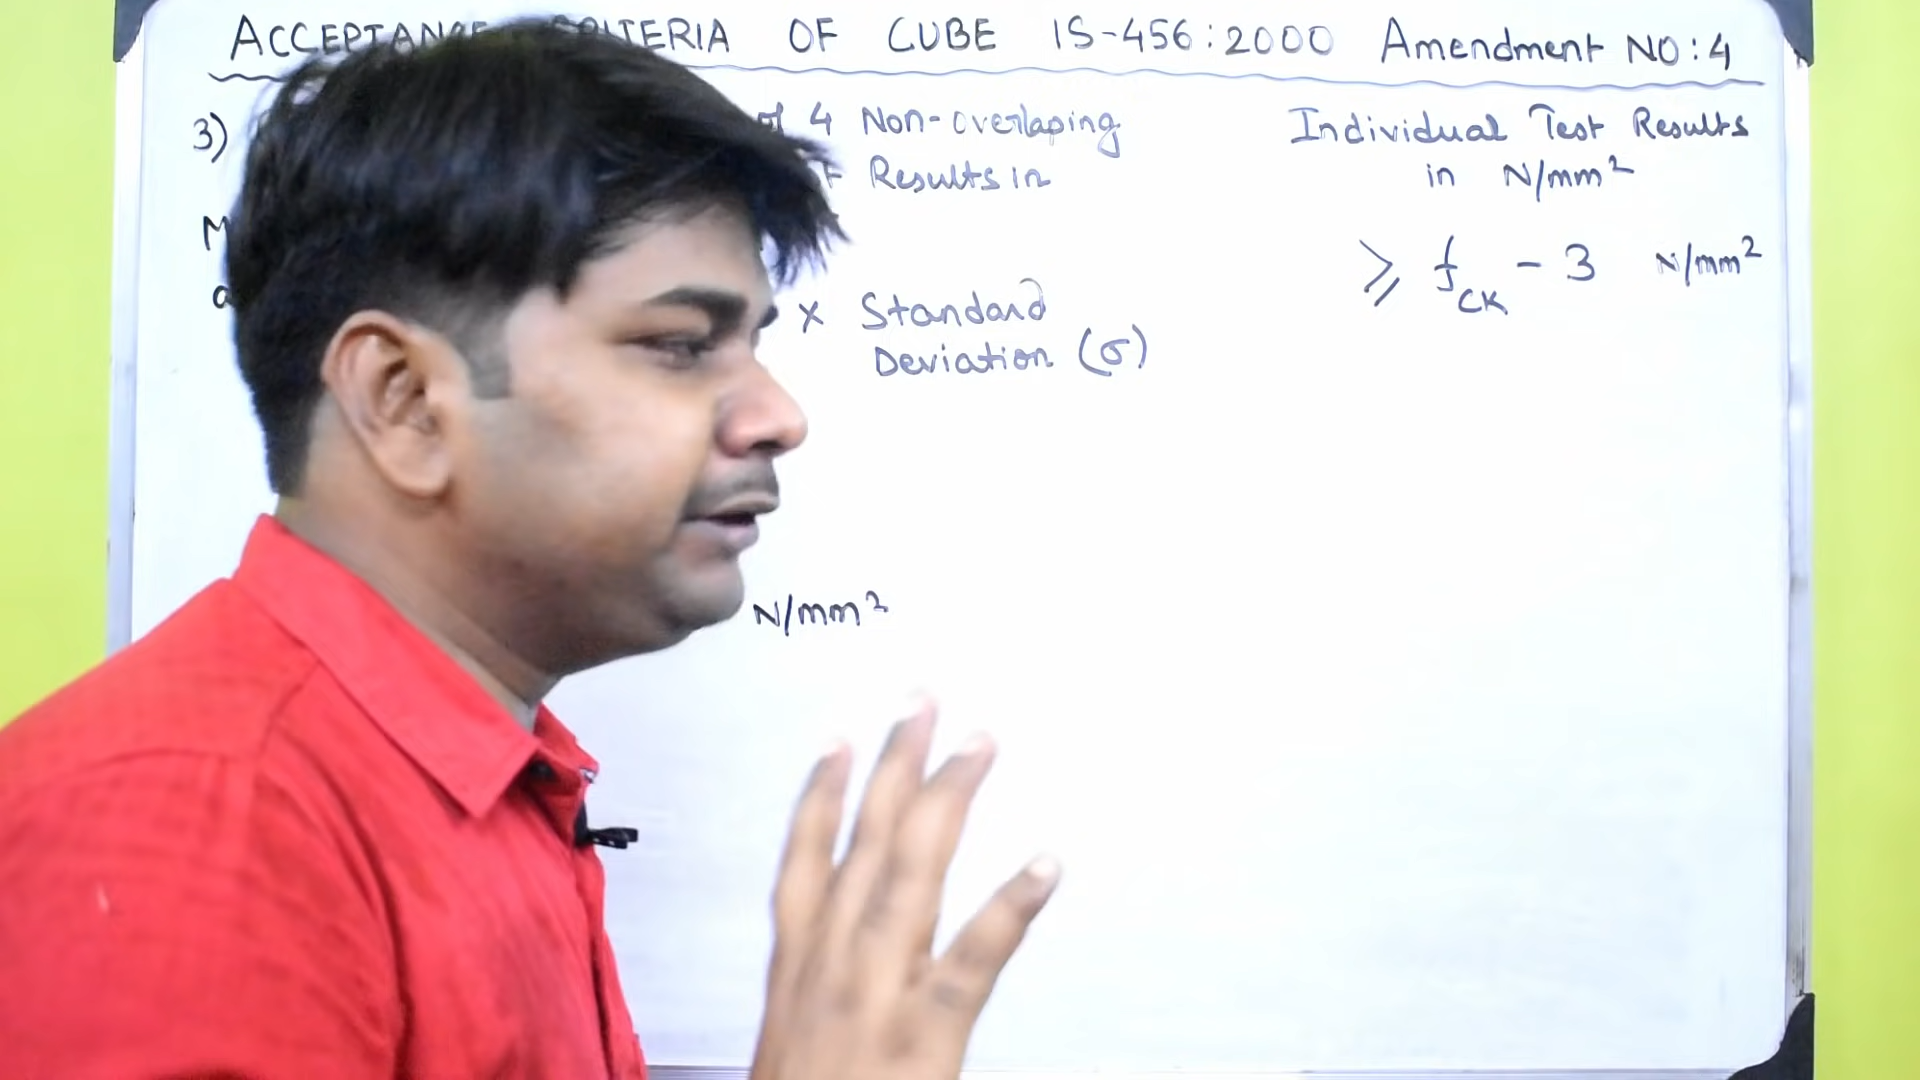 ACCEPTANCE CRITERIA OF CUBE IS-456:2000 Amendment NO:4
3) of 4 Non-overlaping
Results in
Individual Test Results
in N/mm²
M
a
≥ fCK - 3 N/mm²
x Standard
Deviation (σ)
N/mm²